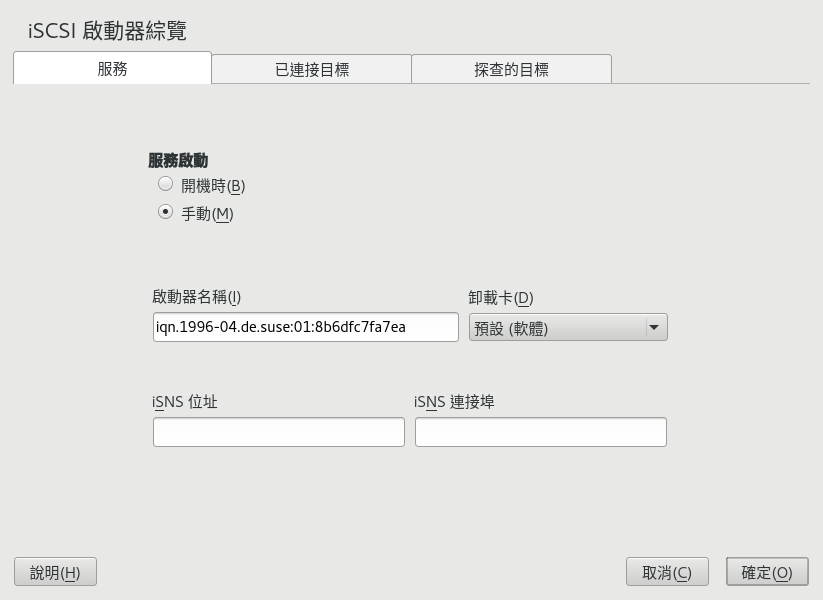 iSCSI 啟動器綜覽
服務 已連接目標 探查的目標
服務啟動
開機時(B)
手動(M)
啟動器名稱(I) 卸載卡(D)
iqn.1996-04.de.suse:01:8b6dfc7fa7ea 預設 (軟體)
iSNS 位址 iSNS 連接埠
說明(H) 取消(C) 確定(O)